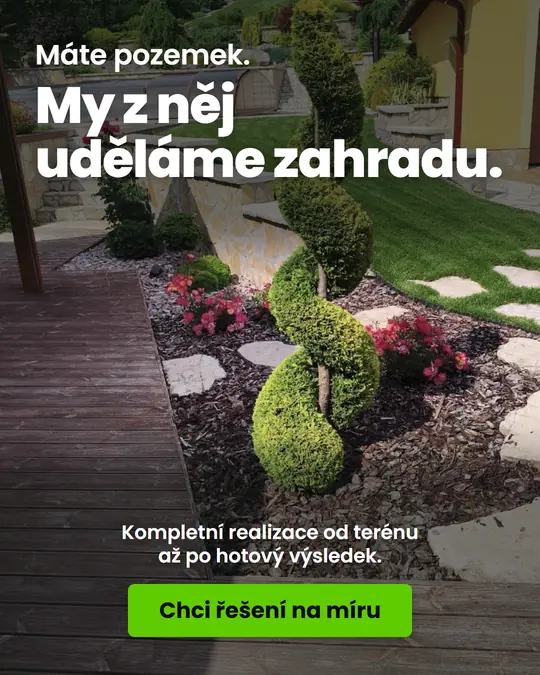 Máte pozemek.
My z něj
uděláme zahradu.
Kompletní realizace od terénu
až po hotový výsledek.
Chci řešení na míru